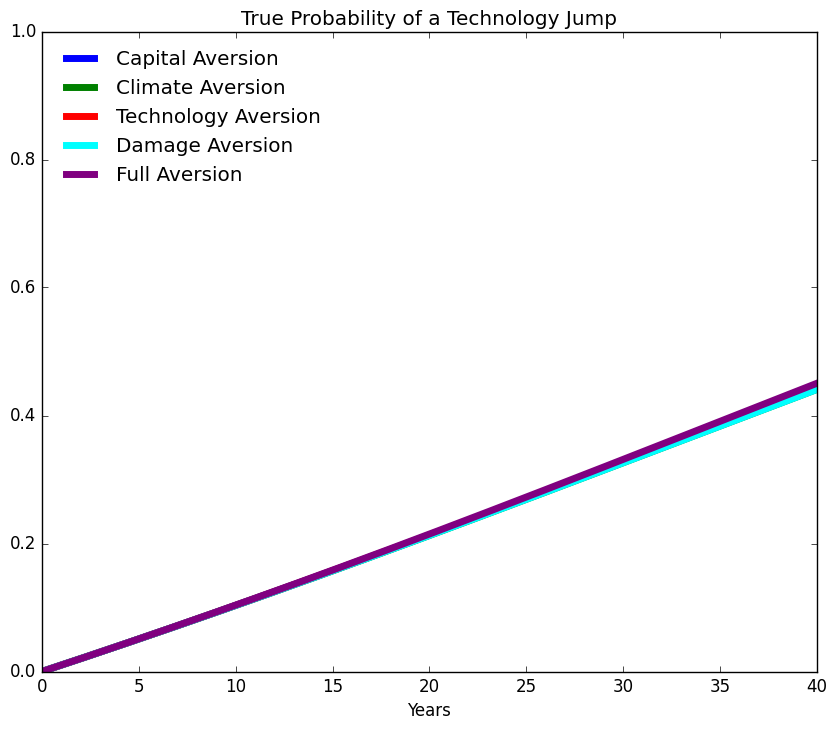 True Probability of a Technology Jump
1.0
Capital Aversion
Climate Aversion
Technology Aversion
Damage Aversion
Full Aversion
0.8
0.6
0.4
0.2
0.0
0 5 10 15 20 25 30 35 40
Years